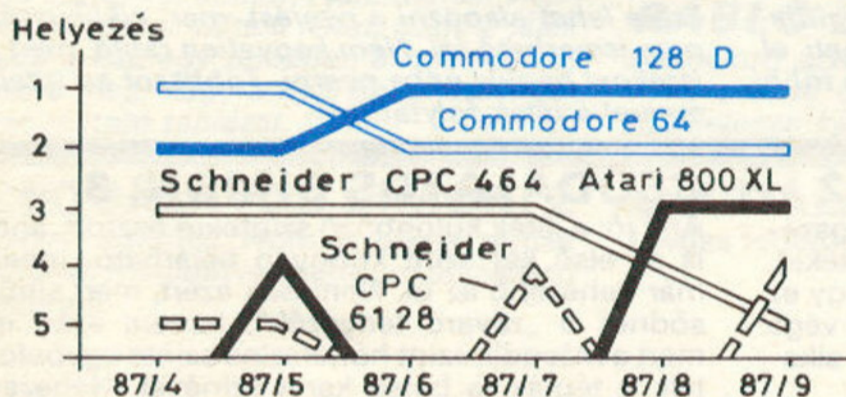 Helyezés
Commodore 128 D
1
Commodore 64
2
Schneider CPC 464 Atari 800 XL
3
Schneider
4
CPC
6128
5
87/4 87/5 87/6 87/7 87/8 87/9